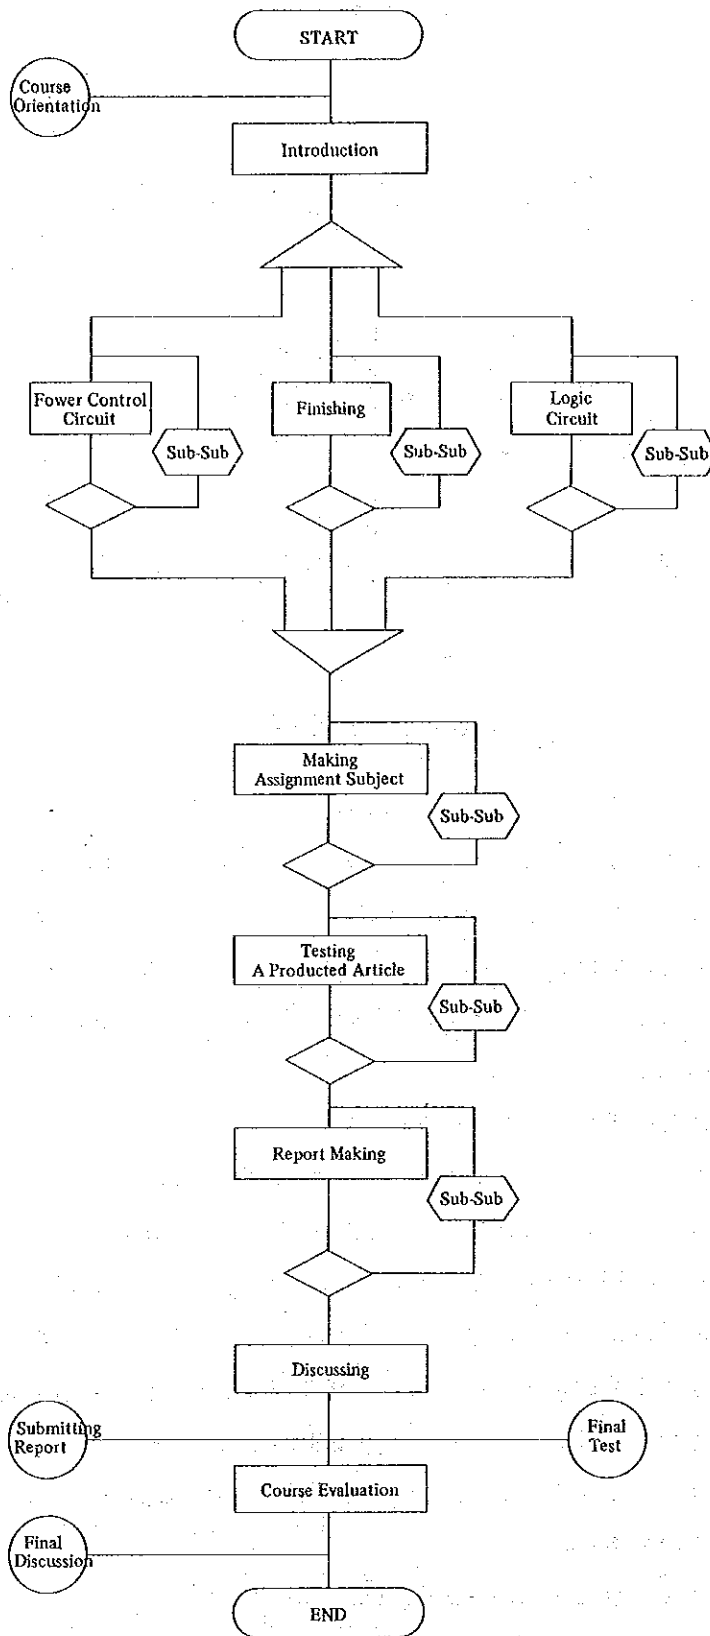 START
Course
Orientation
Introduction
Fower Control
Circuit
Sub-Sub
Finishing
Sub-Sub
Logic
Circuit
Sub-Sub
Making
Assignment Subject
Sub-Sub
Testing
A Producted Article
Sub-Sub
Report Making
Sub-Sub
Discussing
Submitting
Report
Final
Test
Course Evaluation
Final
Discussion
END